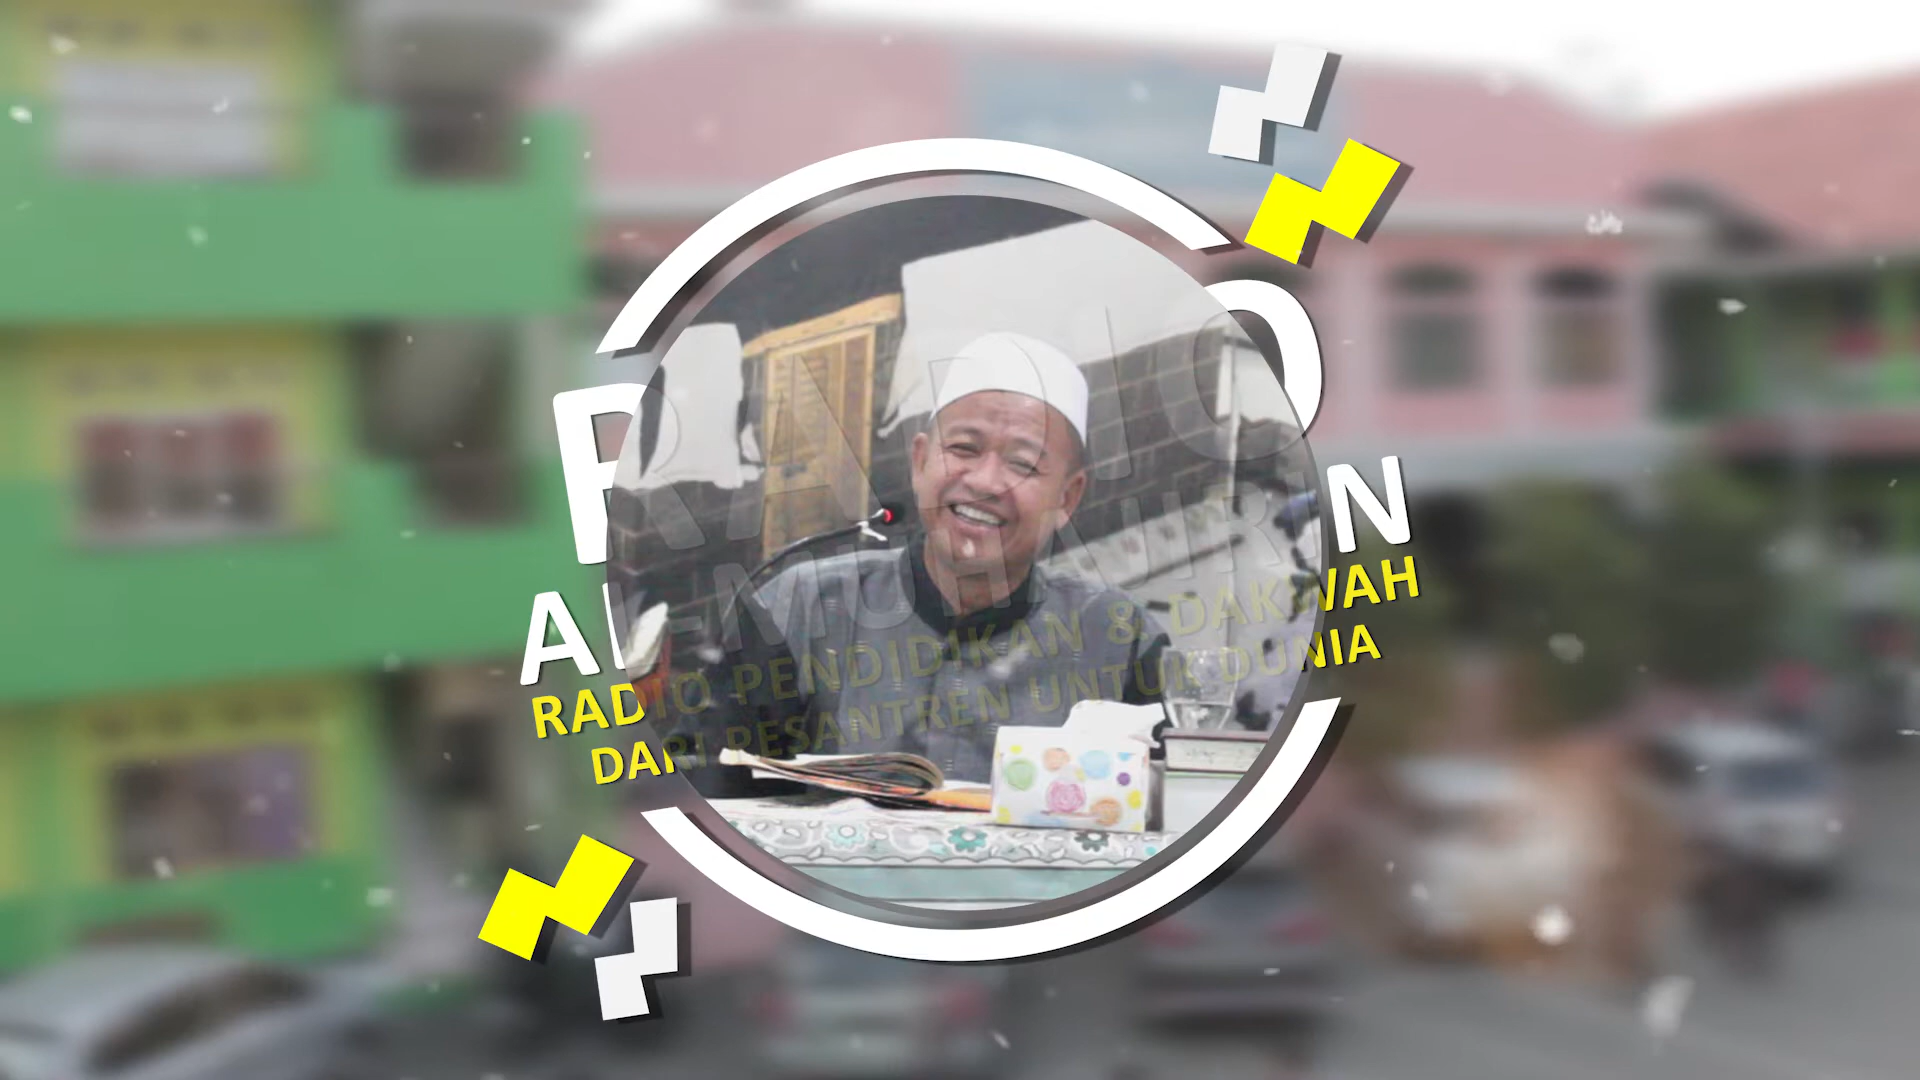 RADIO
AL-MUHAJIRIN
RADIO PENDIDIKAN & DAKWAH
DARI PESANTREN UNTUK DUNIA